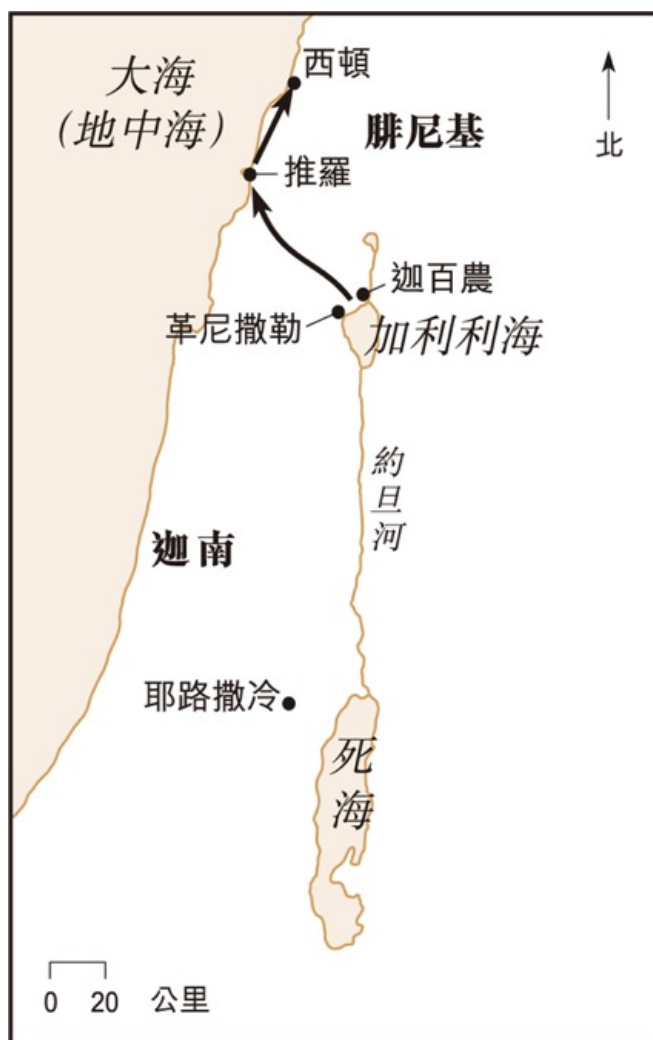 西頓
大海
(地中海)
腓尼基
北
推羅
迦百農
革尼撒勒
加利利海
約旦河
迦南
耶路撒冷
死海
0 20 公里